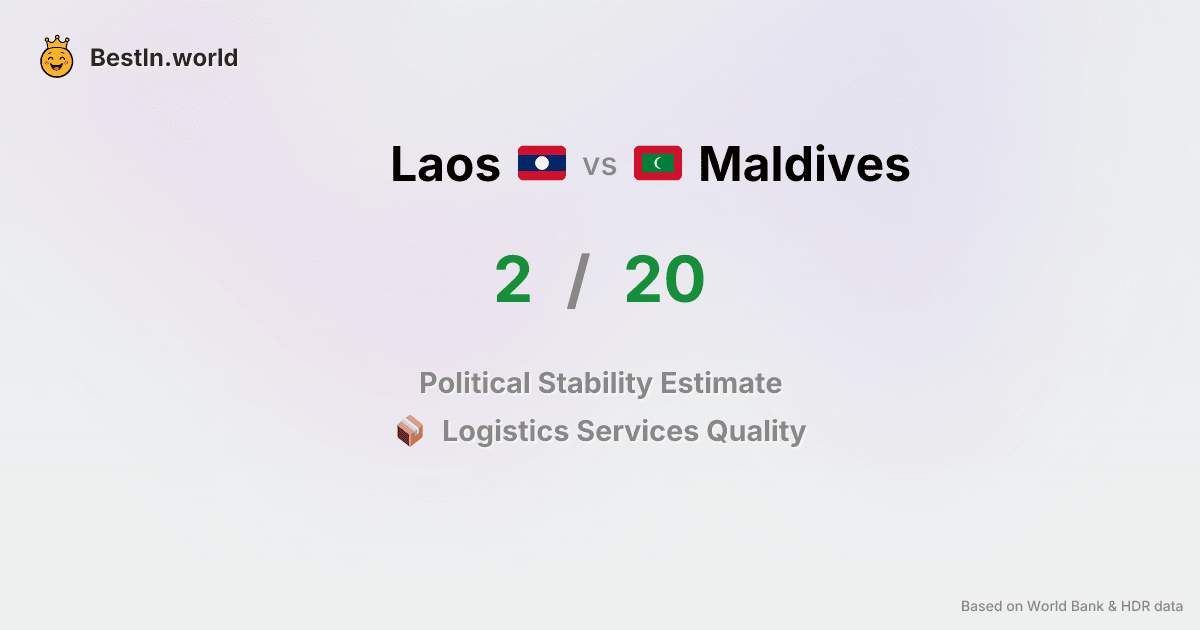 BestIn.world
Laos vs Maldives
2 / 20
Political Stability Estimate
Logistics Services Quality
Based on World Bank & HDR data